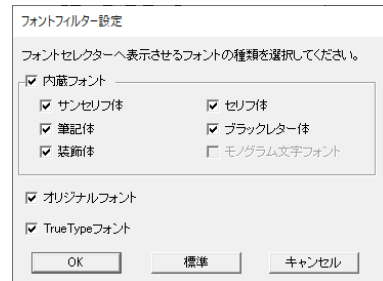 フォントフィルター設定
フォントセレクターへ表示させるフォントの種類を選択してください。
内蔵フォント
サンセリフ体 セリフ体
筆記体 ブラックレター体
装飾体 モノグラム文字フォント
オリジナルフォント
TrueTypeフォント
OK 標準 キャンセル